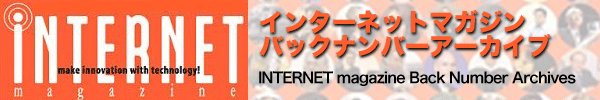 INTERNET
make innovation with technology!
magazine
インターネットマガジン
バックナンバーアーカイブ
INTERNET magazine Back Number Archives